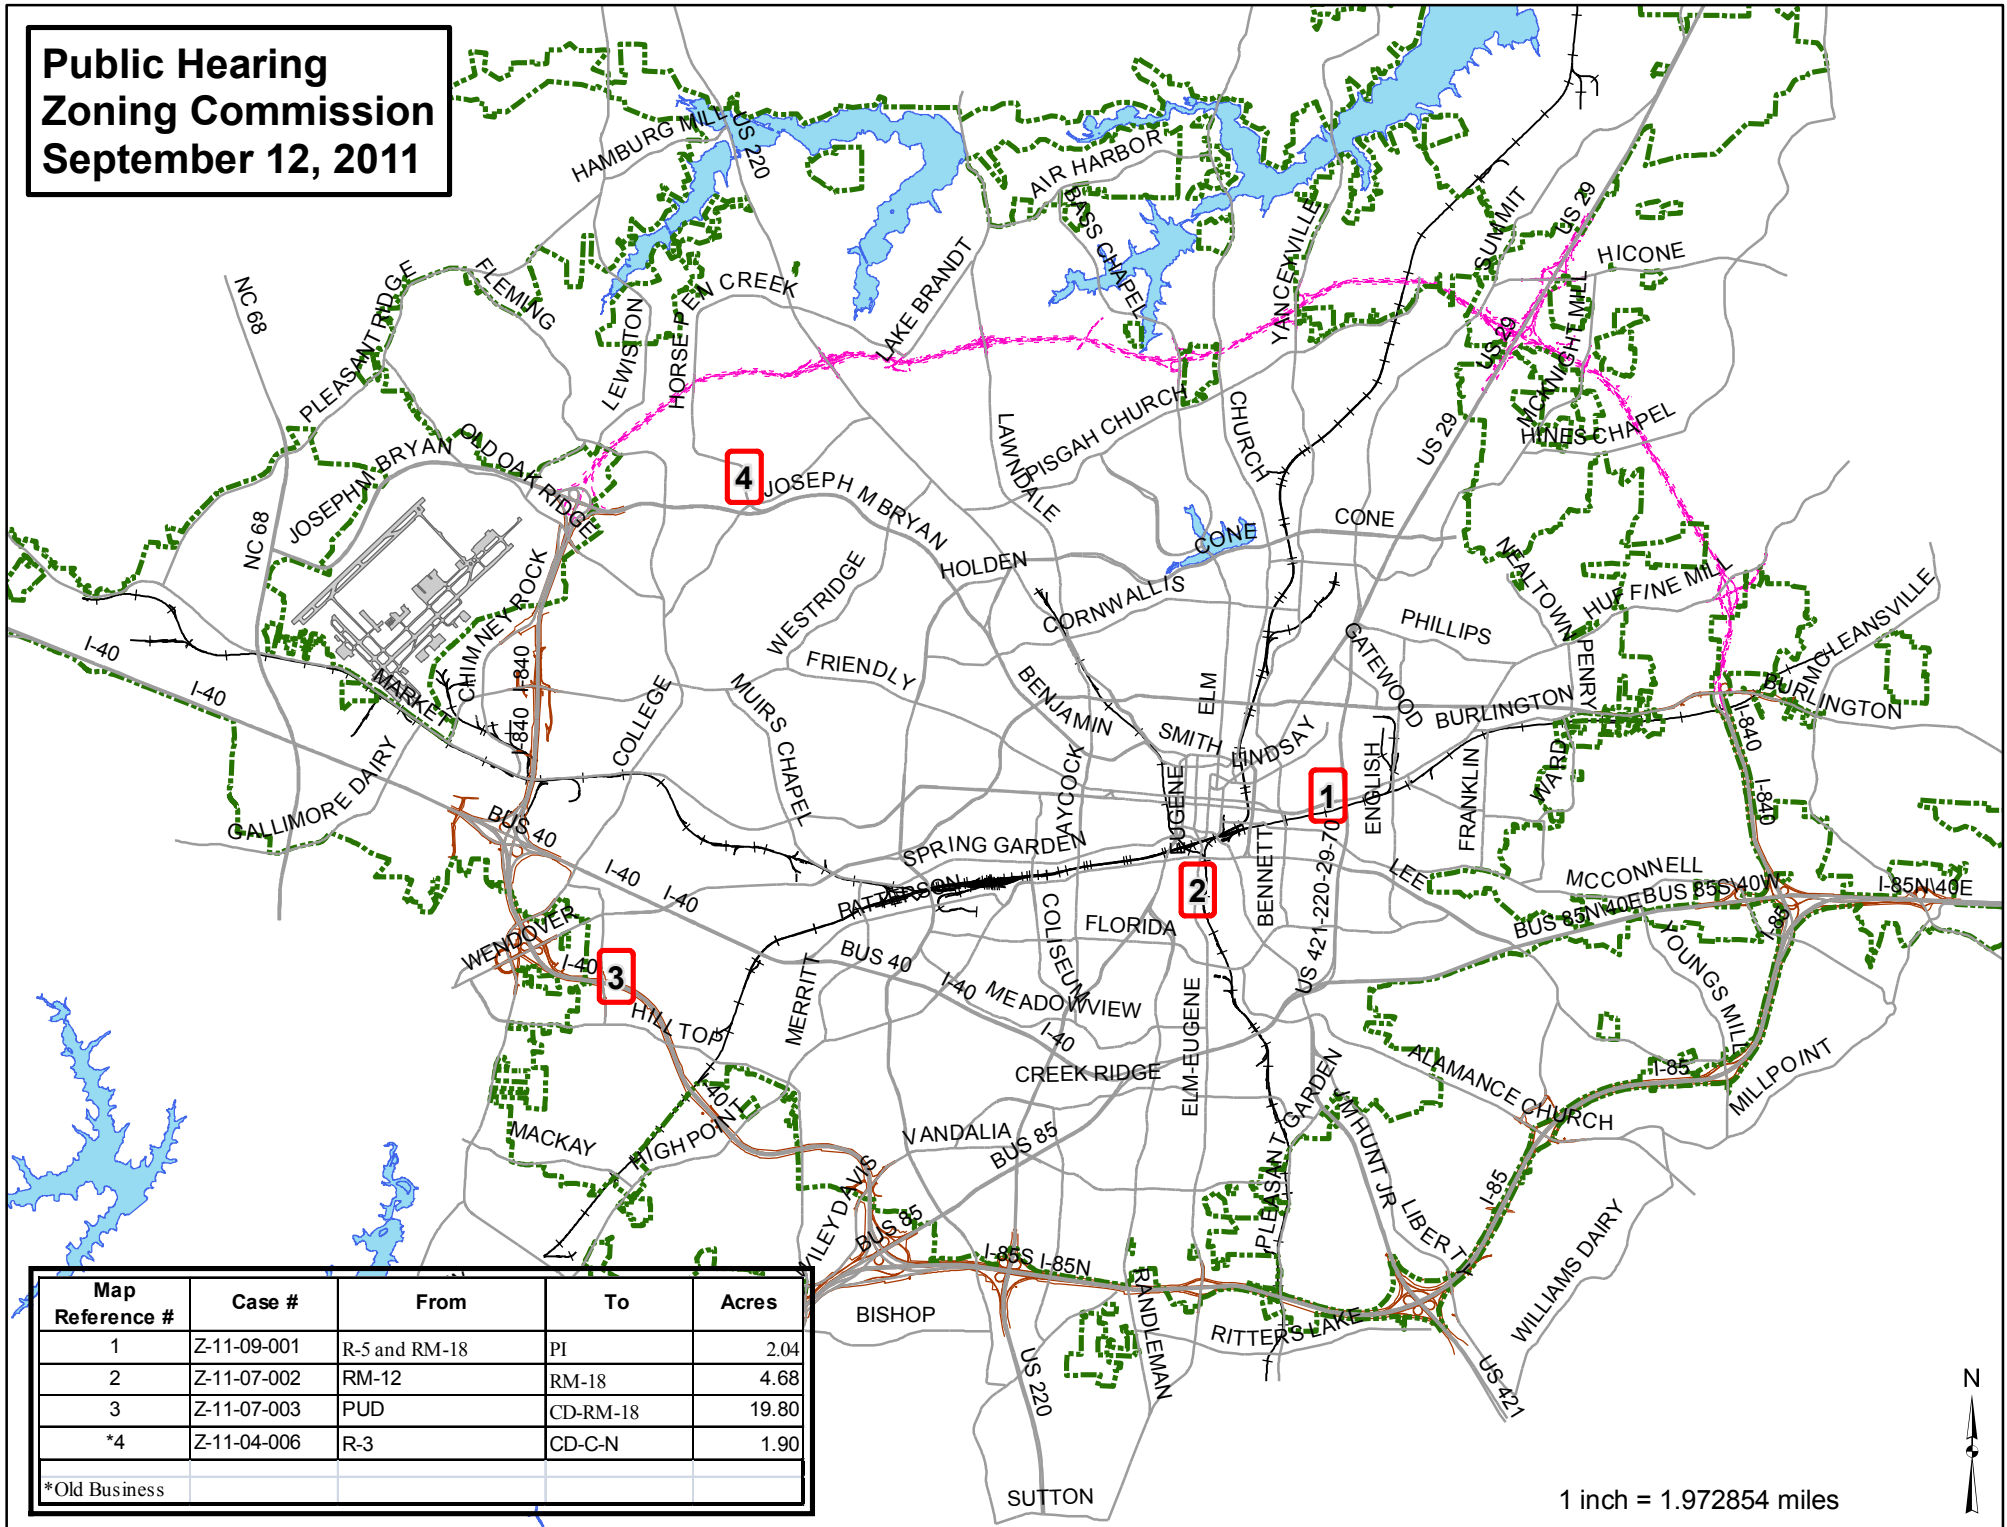 Public Hearing
Zoning Commission
September 12, 2011
HAMBURG MILL
US 220
AIR HARBOR
BASS CHAPEL
YANCEYVILLE
SUMMIT
US 29
HICONE
NC 68
PLEASANT RIDGE
FLEMING
LEWISTON
HORSE PEN CREEK
LAKE BRANDT
US 29
MCKNIGHT MILL
HINES CHAPEL
US 29
PISGAH CHURCH
CHURCH
LAWNDALE
OLD OAK RIDGE
JOSEPH M BRYAN
NC 68
4
JOSEPH M BRYAN
HOLDEN
CONE
CONE
CORNWALLIS
NEALTOWN
HUFFINE MILL
MCLEANSVILLE
PHILLIPS
GATEWOOD
PENRY
BURLINGTON
BURLINGTON
I-40
I-40
MARKET
CHIMNEY ROCK
I-840
I-840
COLLEGE
WESTRIDGE
FRIENDLY
MUIRS CHAPEL
BENJAMIN
ELM
SMITH
LINDSAY
AYCOCK
EUGENE
1
ENGLISH
FRANKLIN
WARD
I-840
I-840
GALLIMORE DAIRY
BUS 40
I-40
I-40
SPRING GARDEN
PATTERSON
COLISEUM
FLORIDA
2
BENNETT
US 421-220-29-70
LEE
MCCONNELL
BUS 85N\40E
BUS 85S\40W
I-85N\40E
I-85
YOUNGS MILL
WENDOVER
I-40
3
HILLTOP
MERRITT
BUS 40
I-40
MEADOWVIEW
I-40
CREEK RIDGE
ELM-EUGENE
PLEASANT GARDEN
JMHUNT JR
ALAMANCE CHURCH
I-85
MILLPOINT
MACKAY
HIGH POINT
40
VANDALIA
BUS 85
WILEY DAVIS
BUS 85
I-85S
I-85N
LIBERTY
I-85
WILLIAMS DAIRY
BISHOP
US 220
RANDLEMAN
RITTERS LAKE
US 421
SUTTON
Map Reference # Case # From To Acres
1 Z-11-09-001 R-5 and RM-18 PI 2.04
2 Z-11-07-002 RM-12 RM-18 4.68
3 Z-11-07-003 PUD CD-RM-18 19.80
*4 Z-11-04-006 R-3 CD-C-N 1.90
*Old Business
N
1 inch = 1.972854 miles